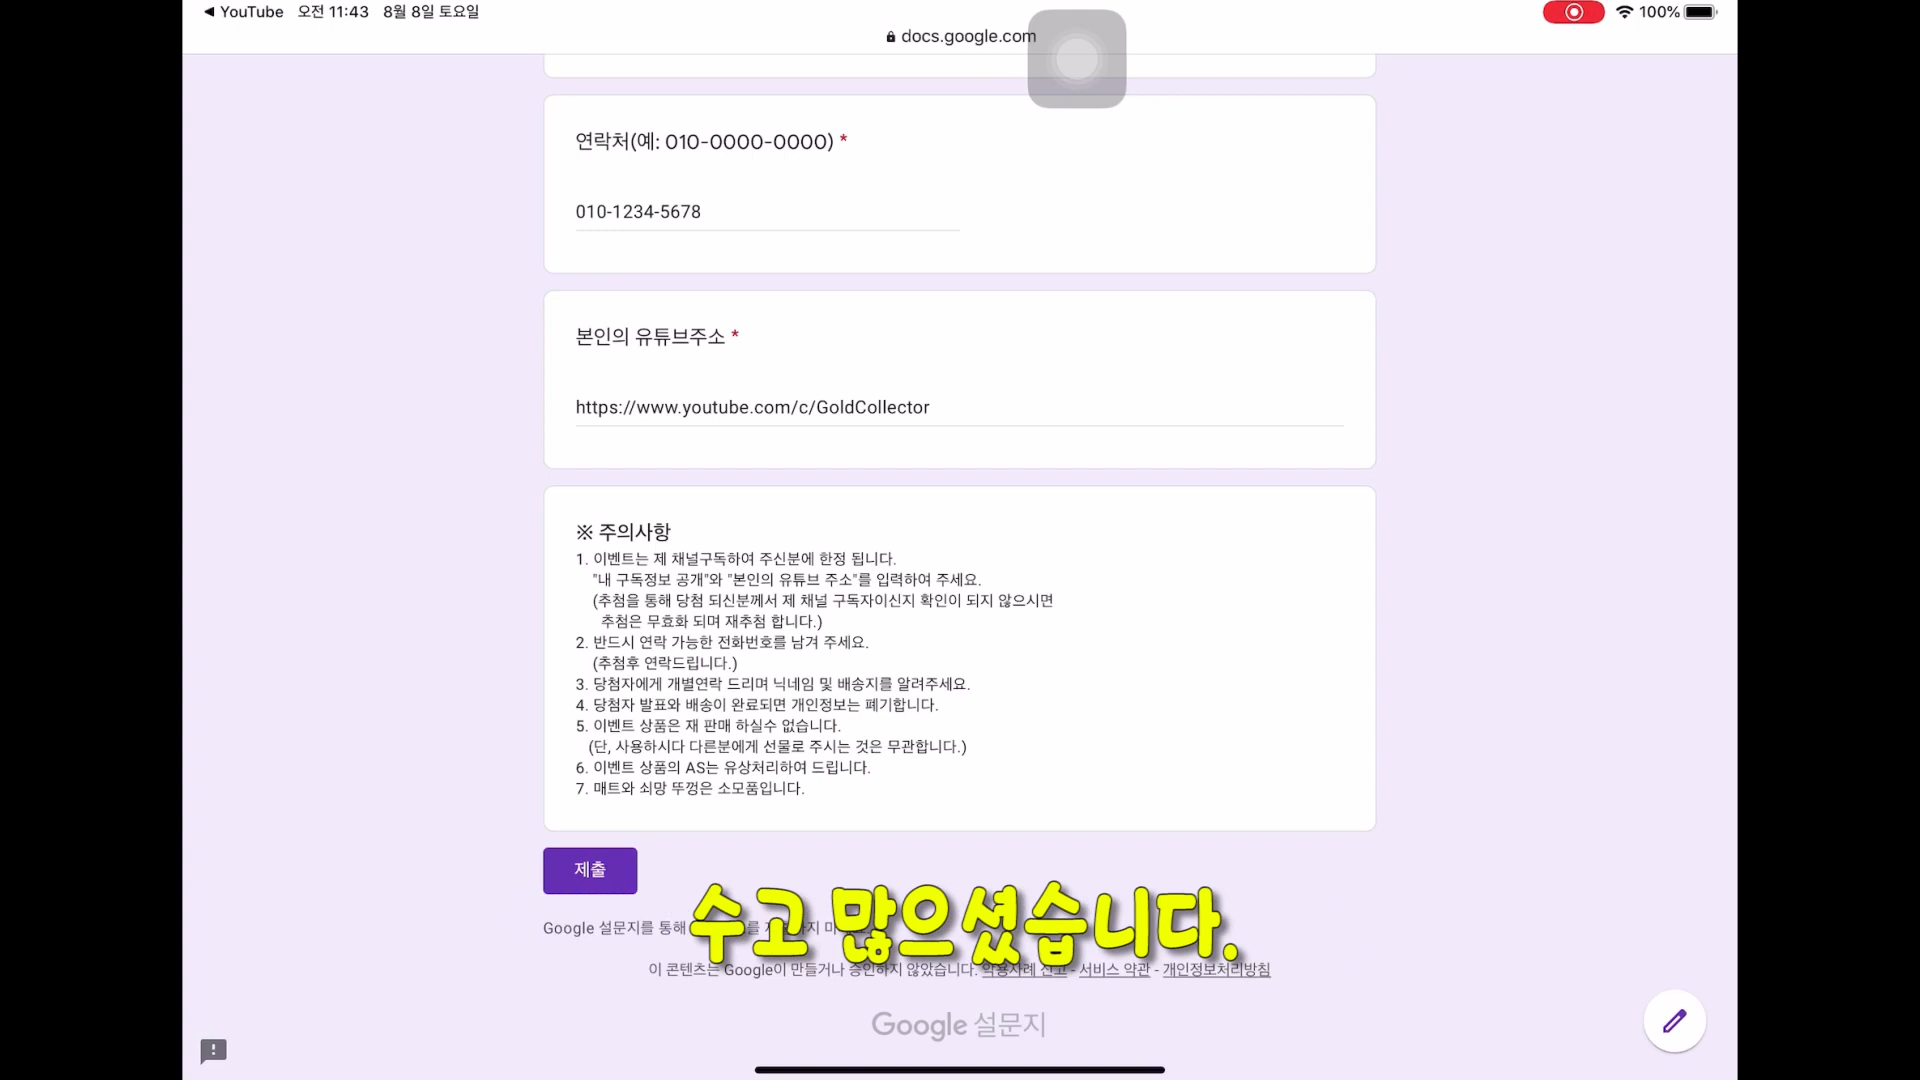 ◀ YouTube 오전 11:43 8월 8일 토요일
100%
docs.google.com
연락처(예: 010-0000-0000) *
010-1234-5678
본인의 유튜브주소 *
https://www.youtube.com/c/GoldCollector
※ 주의사항
1. 이벤트는 제 채널구독하여 주신분에 한정 됩니다.
"내 구독정보 공개"와 "본인의 유튜브 주소"를 입력하여 주세요.
(추첨을 통해 당첨 되신분께서 제 채널 구독자이신지 확인이 되지 않으시면
추첨은 무효화 되며 재추첨 합니다.)
2. 반드시 연락 가능한 전화번호를 남겨 주세요.
(추첨후 연락드립니다.)
3. 당첨자에게 개별연락 드리며 닉네임 및 배송지를 알려주세요.
4. 당첨자 발표와 배송이 완료되면 개인정보는 폐기합니다.
5. 이벤트 상품은 재 판매 하실수 없습니다.
(단, 사용하시다 다른분에게 선물로 주시는 것은 무관합니다.)
6. 이벤트 상품의 AS는 유상처리하여 드립니다.
7. 매트와 쇠망 뚜껑은 소모품입니다.
제출
수고 많으셨습니다.
Google 설문지를 통해
이 콘텐츠는 Google이 만들거나 승인하지 않았습니다. 악용사례 신고 - 서비스 약관 - 개인정보처리방침
Google 설문지